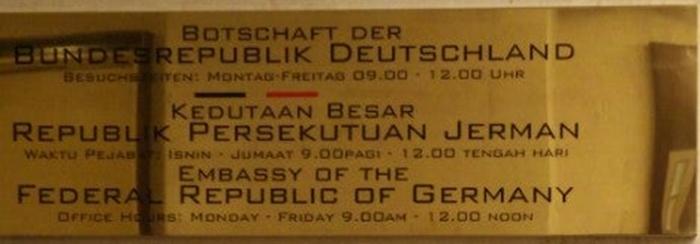 BOTSCHAFT DER
BUNDESREPUBLIK DEUTSCHLAND
BESUCHSZEITEN: MONTAG-FREITAG 09.00 - 12.00 UHR
KEDUTAAN BESAR
REPUBLIK PERSEKUTUAN JERMAN
WAKTU PEJABAT: ISNIN - JUMAAT 9.00PAGI - 12.00 TENGAH HARI
EMBASSY OF THE
FEDERAL REPUBLIC OF GERMANY
OFFICE HOURS: MONDAY - FRIDAY 9.00AM - 12.00 NOON